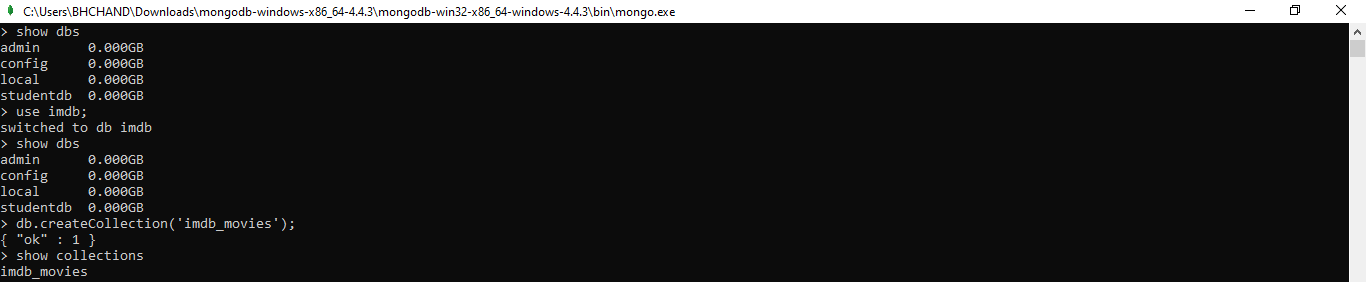 C:\Users\BHCHAND\Downloads\mongodb-windows-x86_64-4.4.3\mongodb-win32-x86_64-windows-4.4.3\bin\mongo.exe
> show dbs
admin      0.000GB
config     0.000GB
local      0.000GB
studentdb  0.000GB
> use imdb;
switched to db imdb
> show dbs
admin      0.000GB
config     0.000GB
local      0.000GB
studentdb  0.000GB
> db.createCollection('imdb_movies');
{ "ok" : 1 }
> show collections
imdb_movies